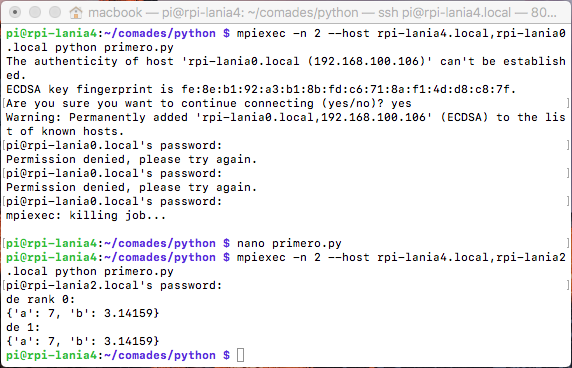 macbook — pi@rpi-lania4: ~/comades/python — ssh pi@rpi-lania4.local — 80...
pi@rpi-lania4:~/comades/python $ mpiexec -n 2 --host rpi-lania4.local,rpi-lania0
.local python primero.py
The authenticity of host 'rpi-lania0.local (192.168.100.106)' can't be establish
ed.
ECDSA key fingerprint is fe:8e:b1:92:a3:b1:8b:fd:c6:71:8a:f1:4d:d8:c8:7f.
Are you sure you want to continue connecting (yes/no)? yes
Warning: Permanently added 'rpi-lania0.local,192.168.100.106' (ECDSA) to the lis
t of known hosts.
[pi@rpi-lania0.local's password:
Permission denied, please try again.
[pi@rpi-lania0.local's password:
Permission denied, please try again.
[pi@rpi-lania0.local's password:
mpiexec: killing job...
pi@rpi-lania4:~/comades/python $ nano primero.py
pi@rpi-lania4:~/comades/python $ mpiexec -n 2 --host rpi-lania4.local,rpi-lania2
.local python primero.py
pi@rpi-lania2.local's password:
de rank 0:
{'a': 7, 'b': 3.14159}
de 1:
{'a': 7, 'b': 3.14159}
pi@rpi-lania4:~/comades/python $